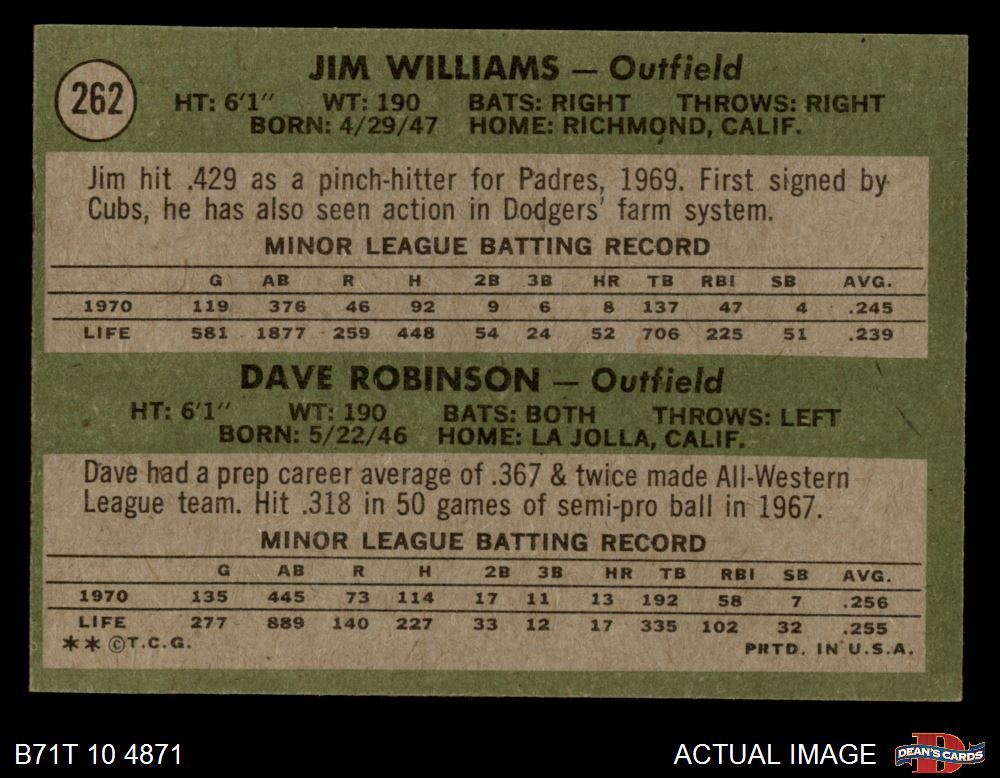 262
JIM WILLIAMS — Outfield
HT: 6'1" WT: 190 BATS: RIGHT THROWS: RIGHT
BORN: 4/29/47 HOME: RICHMOND, CALIF.
Jim hit .429 as a pinch-hitter for Padres, 1969. First signed by
Cubs, he has also seen action in Dodgers' farm system.
MINOR LEAGUE BATTING RECORD
G AB R H 2B 3B HR TB RBI SB AVG.
1970 119 376 46 92 9 6 8 137 47 4 .245
LIFE 581 1877 259 448 54 24 52 706 225 51 .239
DAVE ROBINSON — Outfield
HT: 6'1" WT: 190 BATS: BOTH THROWS: LEFT
BORN: 5/22/46 HOME: LA JOLLA, CALIF.
Dave had a prep career average of .367 & twice made All-Western
League team. Hit .318 in 50 games of semi-pro ball in 1967.
MINOR LEAGUE BATTING RECORD
G AB R H 2B 3B HR TB RBI SB AVG.
1970 135 445 73 114 17 11 13 192 58 7 .256
LIFE 277 889 140 227 33 12 17 335 102 32 .255
** ©T.C.G. PRTD. IN U.S.A.
B71T 10 4871 ACTUAL IMAGE DEAN'S CARDS